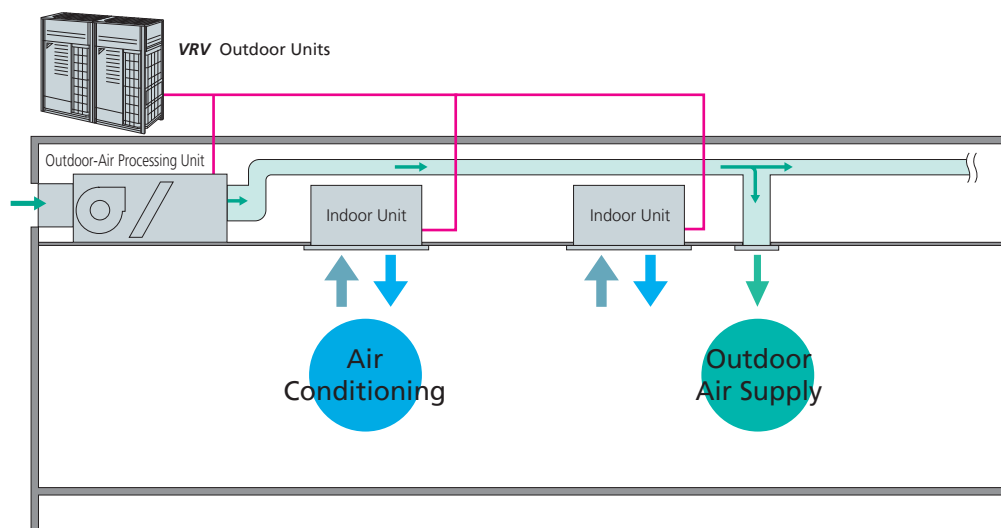 VRV Outdoor Units
Outdoor-Air Processing Unit
Indoor Unit
Indoor Unit
Air
Conditioning
Outdoor
Air Supply